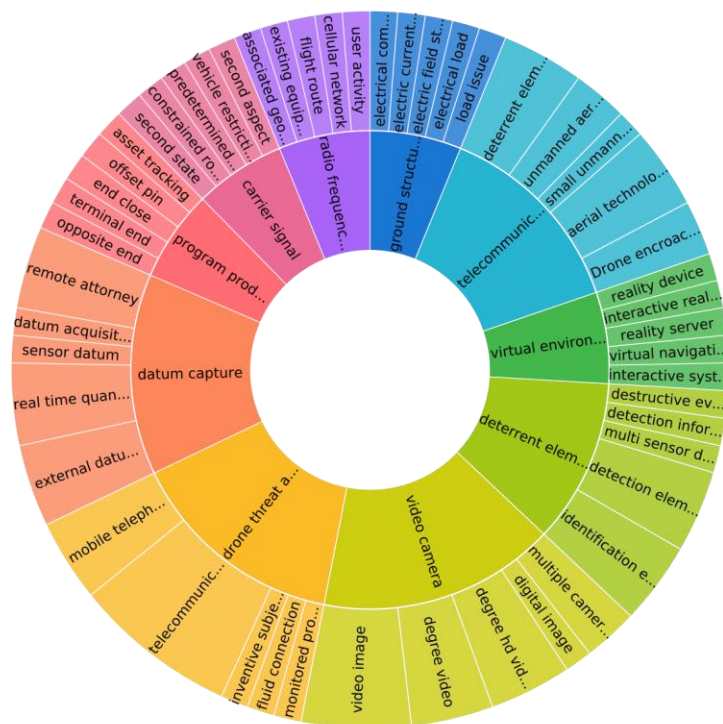 ground structu...
electrical com...
electric current...
electric field st...
electrical load
load issue
telecommunic...
deterrent elem...
unmanned aer...
small unmann...
aerial technolo...
Drone encroac...
virtual environ...
reality device
interactive real...
reality server
virtual navigati...
interactive syst...
deterrent elem...
destructive ev...
detection infor...
multi sensor d...
detection elem...
identification e...
video camera
multiple camer...
digital image
degree hd vid...
degree video
video image
drone threat a...
monitored pro...
fluid connection
inventive subje...
telecommunic...
mobile teleph...
datum capture
external datu...
real time quan...
sensor datum
datum acquisit...
remote attorney
program prod...
opposite end
terminal end
end close
offset pin
asset tracking
carrier signal
second state
constrained ro...
predetermined...
vehicle restricti...
second aspect
radio frequenc...
associated geo...
existing equip...
flight route
cellular network
user activity